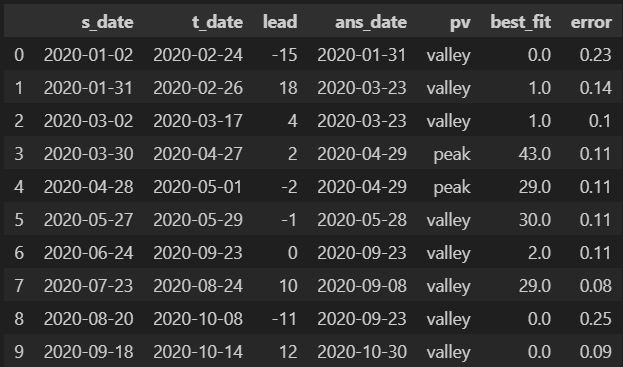 s_date t_date lead ans_date pv best_fit error
0 2020-01-02 2020-02-24 -15 2020-01-31 valley 0.0 0.23
1 2020-01-31 2020-02-26 18 2020-03-23 valley 1.0 0.14
2 2020-03-02 2020-03-17 4 2020-03-23 valley 1.0 0.1
3 2020-03-30 2020-04-27 2 2020-04-29 peak 43.0 0.11
4 2020-04-28 2020-05-01 -2 2020-04-29 peak 29.0 0.11
5 2020-05-27 2020-05-29 -1 2020-05-28 valley 30.0 0.11
6 2020-06-24 2020-09-23 0 2020-09-23 valley 2.0 0.11
7 2020-07-23 2020-08-24 10 2020-09-08 valley 29.0 0.08
8 2020-08-20 2020-10-08 -11 2020-09-23 valley 0.0 0.25
9 2020-09-18 2020-10-14 12 2020-10-30 valley 0.0 0.09